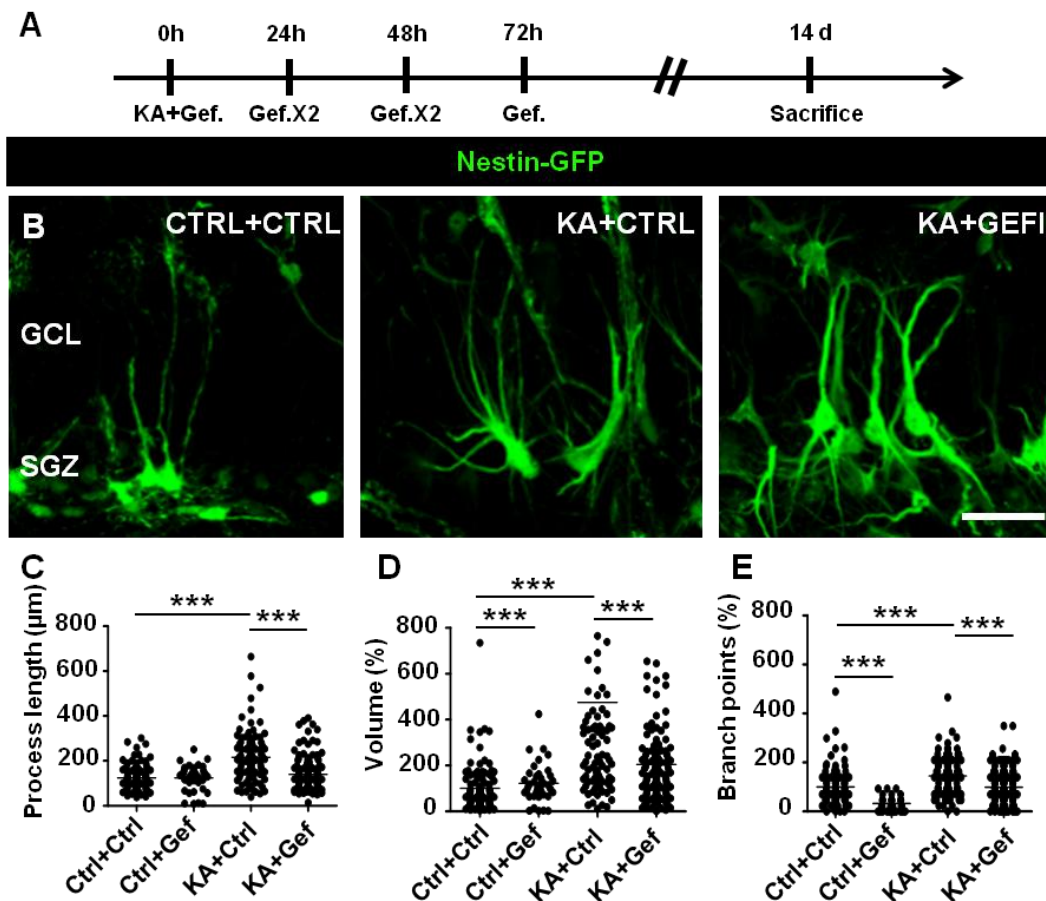 A
0h 24h 48h 72h 14 d
KA+Gef. Gef.X2 Gef.X2 Gef. Sacrifice
Nestin-GFP
B
CTRL+CTRL KA+CTRL KA+GEFI
GCL
SGZ
C
Process length (µm)
***
***
800
600
400
200
0
Ctrl+Ctrl Ctrl+Gef KA+Ctrl KA+Gef
D
Volume (%)
***
***
***
800
600
400
200
0
Ctrl+Ctrl Ctrl+Gef KA+Ctrl KA+Gef
E
Branch points (%)
***
***
***
800
600
400
200
0
Ctrl+Ctrl Ctrl+Gef KA+Ctrl KA+Gef